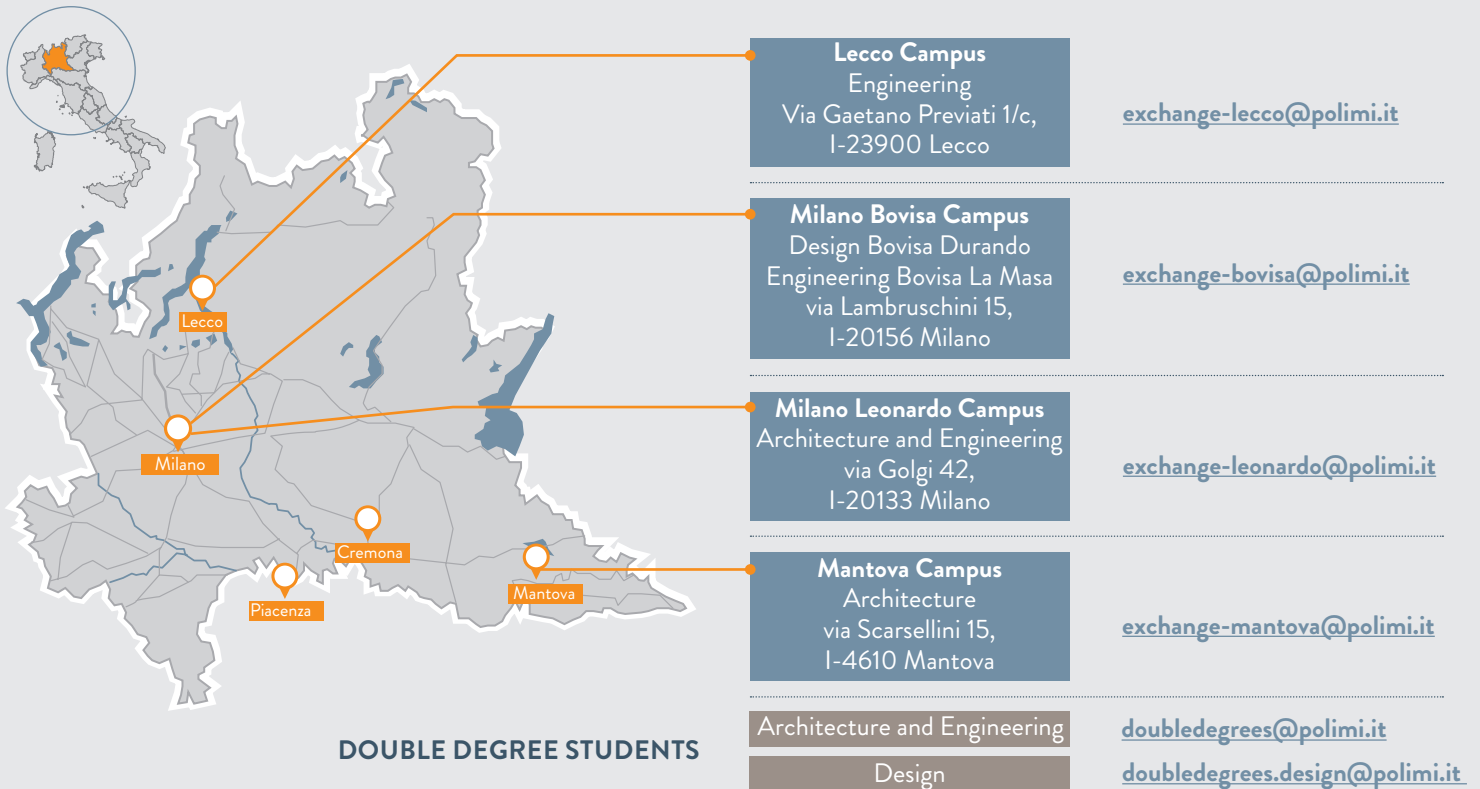 Lecco Campus
Engineering
Via Gaetano Previati 1/c,
I-23900 Lecco
exchange-lecco@polimi.it
Milano Bovisa Campus
Design Bovisa Durando
Engineering Bovisa La Masa
via Lambruschini 15,
I-20156 Milano
exchange-bovisa@polimi.it
Milano Leonardo Campus
Architecture and Engineering
via Golgi 42,
I-20133 Milano
exchange-leonardo@polimi.it
Mantova Campus
Architecture
via Scarsellini 15,
I-4610 Mantova
exchange-mantova@polimi.it
Lecco
Milano
Cremona
Mantova
Piacenza
DOUBLE DEGREE STUDENTS
Architecture and Engineering
doubledegrees@polimi.it
Design
doubledegrees.design@polimi.it